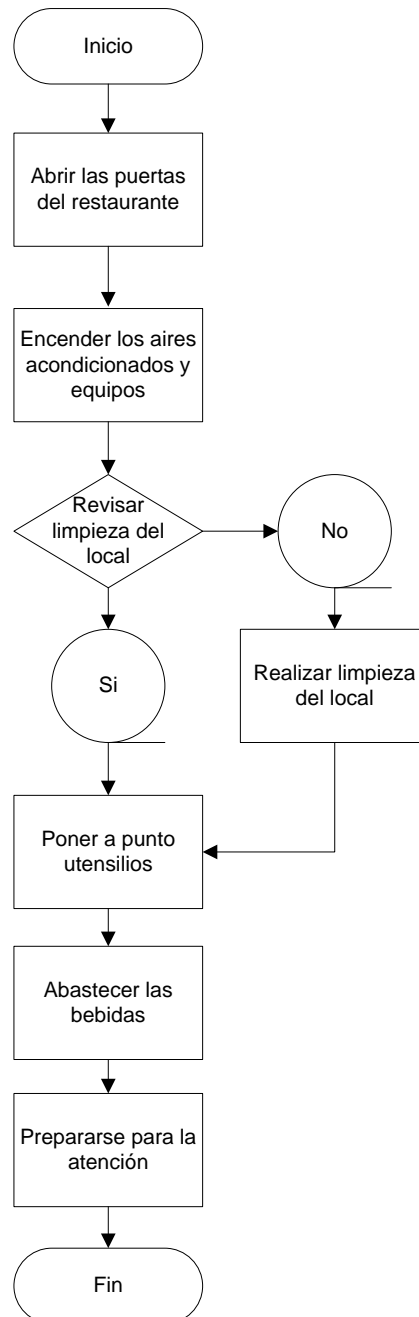 Inicio
Abrir las puertas
del restaurante
Encender los aires
acondicionados y
equipos
Revisar
limpieza del
local
No
Si
Realizar limpieza
del local
Poner a punto
utensilios
Abastecer las
bebidas
Prepararse para la
atención
Fin